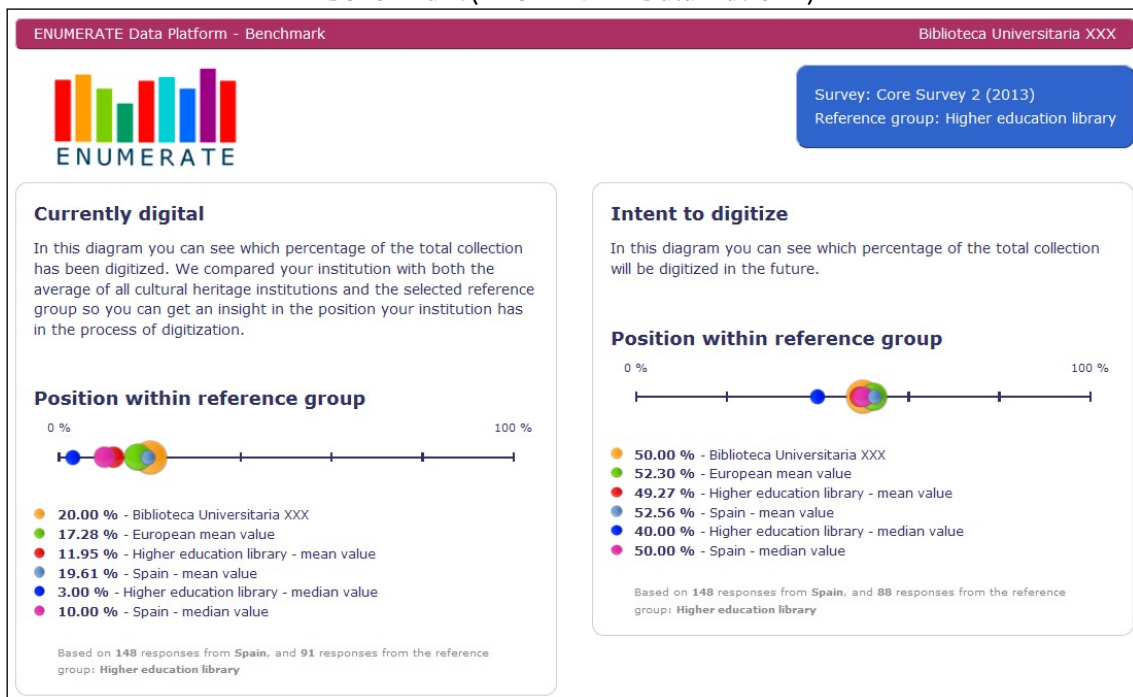 ENUMERATE Data Platform - Benchmark
Biblioteca Universitaria XXX
ENUMERATE
Survey: Core Survey 2 (2013)
Reference group: Higher education library
Currently digital
In this diagram you can see which percentage of the total collection
has been digitized. We compared your institution with both the
average of all cultural heritage institutions and the selected reference
group so you can get an insight in the position your institution has
in the process of digitization.
Position within reference group
0 %
100 %
20.00 % - Biblioteca Universitaria XXX
17.28 % - European mean value
11.95 % - Higher education library - mean value
19.61 % - Spain - mean value
3.00 % - Higher education library - median value
10.00 % - Spain - median value
Based on 148 responses from Spain, and 91 responses from the reference
group: Higher education library
Intent to digitize
In this diagram you can see which percentage of the total collection
will be digitized in the future.
Position within reference group
0 %
100 %
50.00 % - Biblioteca Universitaria XXX
52.30 % - European mean value
49.27 % - Higher education library - mean value
52.56 % - Spain - mean value
40.00 % - Higher education library - median value
50.00 % - Spain - median value
Based on 148 responses from Spain, and 88 responses from the reference
group: Higher education library